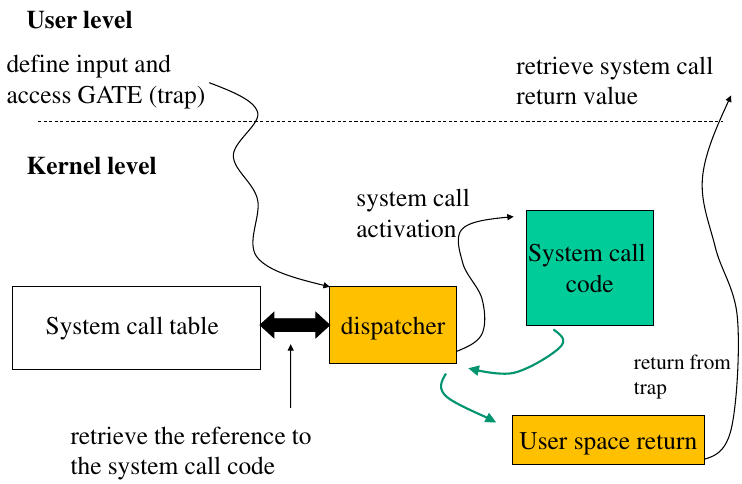 User level
define input and
access GATE (trap)
retrieve system call
return value
Kernel level
system call
activation
System call
code
System call table
dispatcher
return from
trap
retrieve the reference to
the system call code
User space return